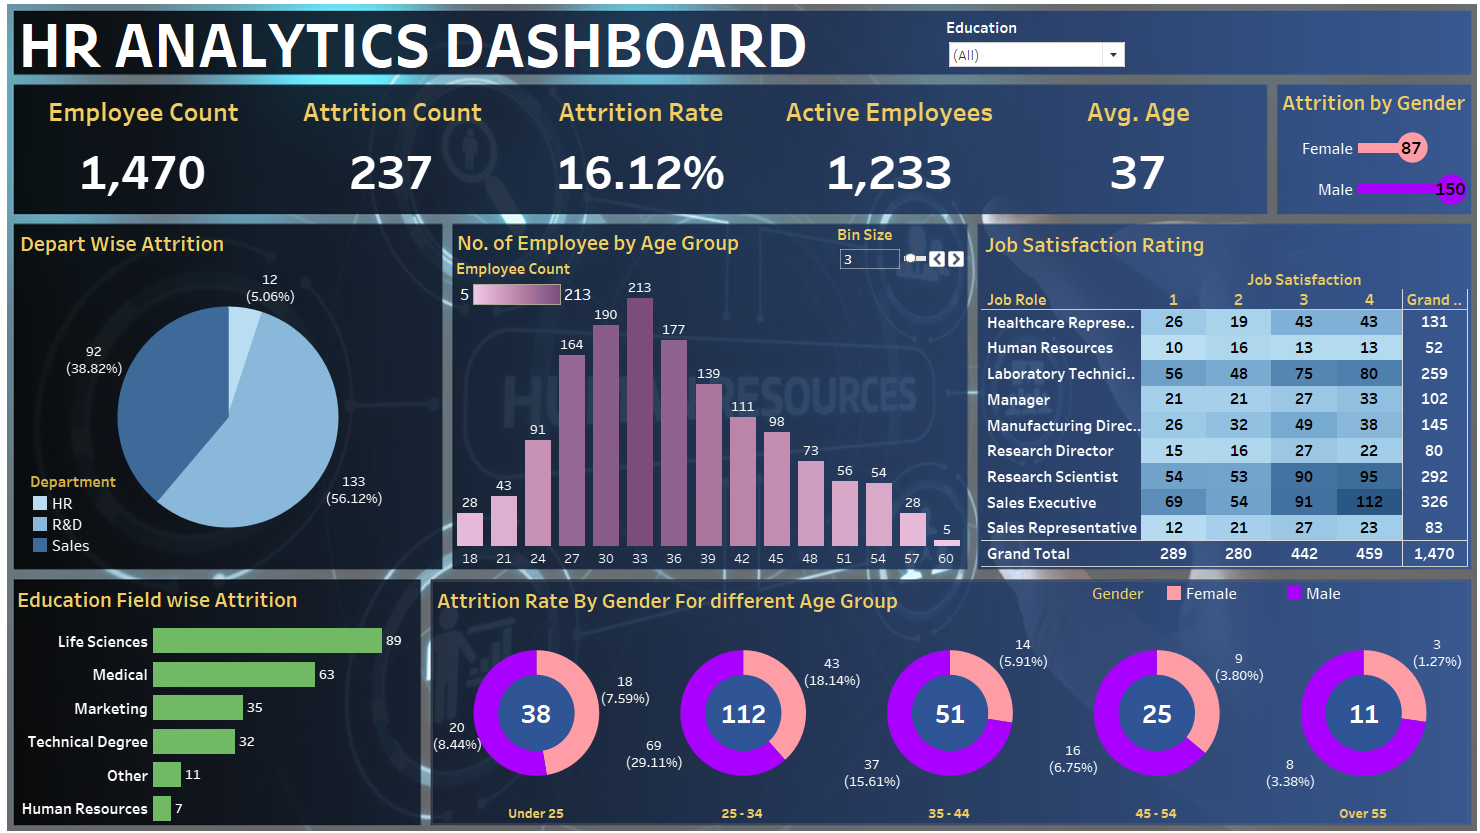 HR ANALYTICS DASHBOARD
Education
(All)
Employee Count
Attrition Count
Attrition Rate
Active Employees
Avg. Age
1,470
237
16.12%
1,233
37
Attrition by Gender
Female 87
Male 150
Depart Wise Attrition
12
(5.06%)
92
(38.82%)
133
(56.12%)
Department
HR
R&D
Sales
No. of Employee by Age Group
Bin Size
3
Employee Count
5 213
28 43 91 164 190 213 177 139 111 98 73 56 54 28 5
18 21 24 27 30 33 36 39 42 45 48 51 54 57 60
HUMAN RESOURCES
Job Satisfaction Rating
Job Satisfaction
Job Role 1 2 3 4 Grand ..
Healthcare Represe.. 26 19 43 43 131
Human Resources 10 16 13 13 52
Laboratory Technici.. 56 48 75 80 259
Manager 21 21 27 33 102
Manufacturing Direc.. 26 32 49 38 145
Research Director 15 16 27 22 80
Research Scientist 54 53 90 95 292
Sales Executive 69 54 91 112 326
Sales Representative 12 21 27 23 83
Grand Total 289 280 442 459 1,470
Education Field wise Attrition
Life Sciences 89
Medical 63
Marketing 35
Technical Degree 32
Other 11
Human Resources 7
Attrition Rate By Gender For different Age Group
Gender Female Male
38
18
(7.59%)
20
(8.44%)
Under 25
112
43
(18.14%)
69
(29.11%)
25 - 34
51
14
(5.91%)
37
(15.61%)
35 - 44
25
9
(3.80%)
16
(6.75%)
45 - 54
11
3
(1.27%)
8
(3.38%)
Over 55